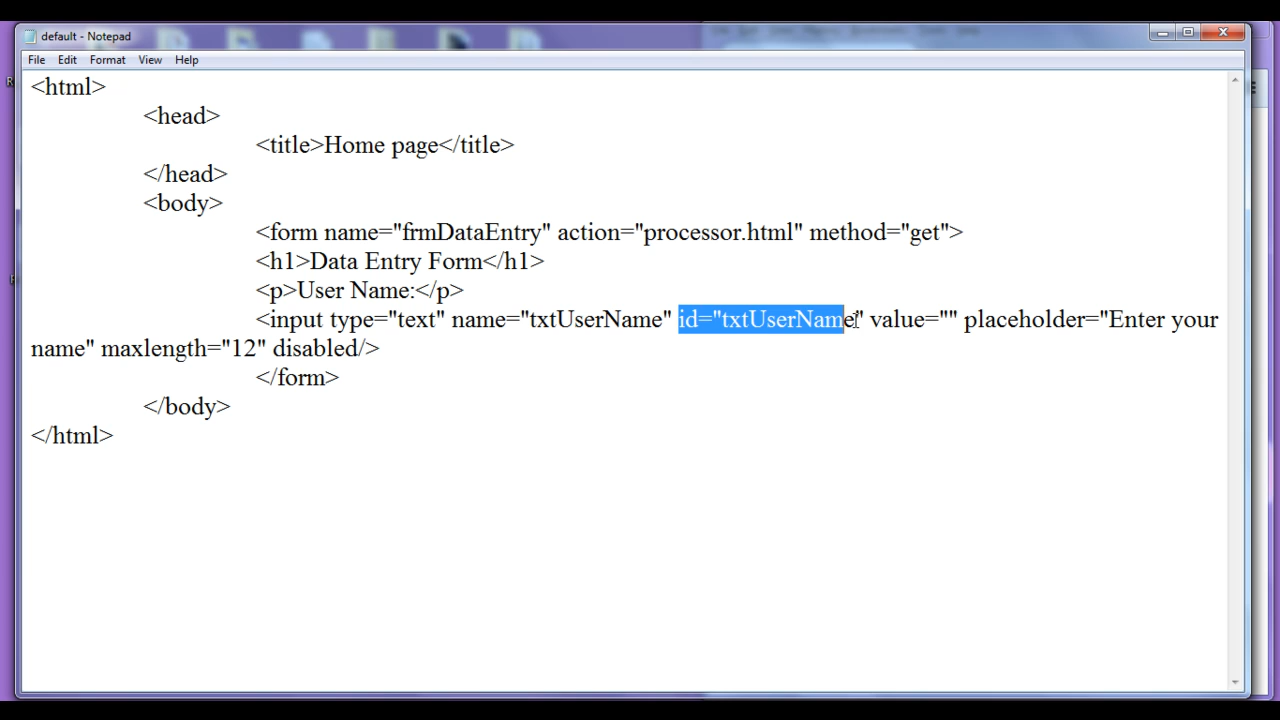 default - Notepad
File Edit Format View Help
<html>
<head>
<title>Home page</title>
</head>
<body>
<form name="frmDataEntry" action="processor.html" method="get">
<h1>Data Entry Form</h1>
<p>User Name:</p>
<input type="text" name="txtUserName" id="txtUserName" value="" placeholder="Enter your
name" maxlength="12" disabled/>
</form>
</body>
</html>